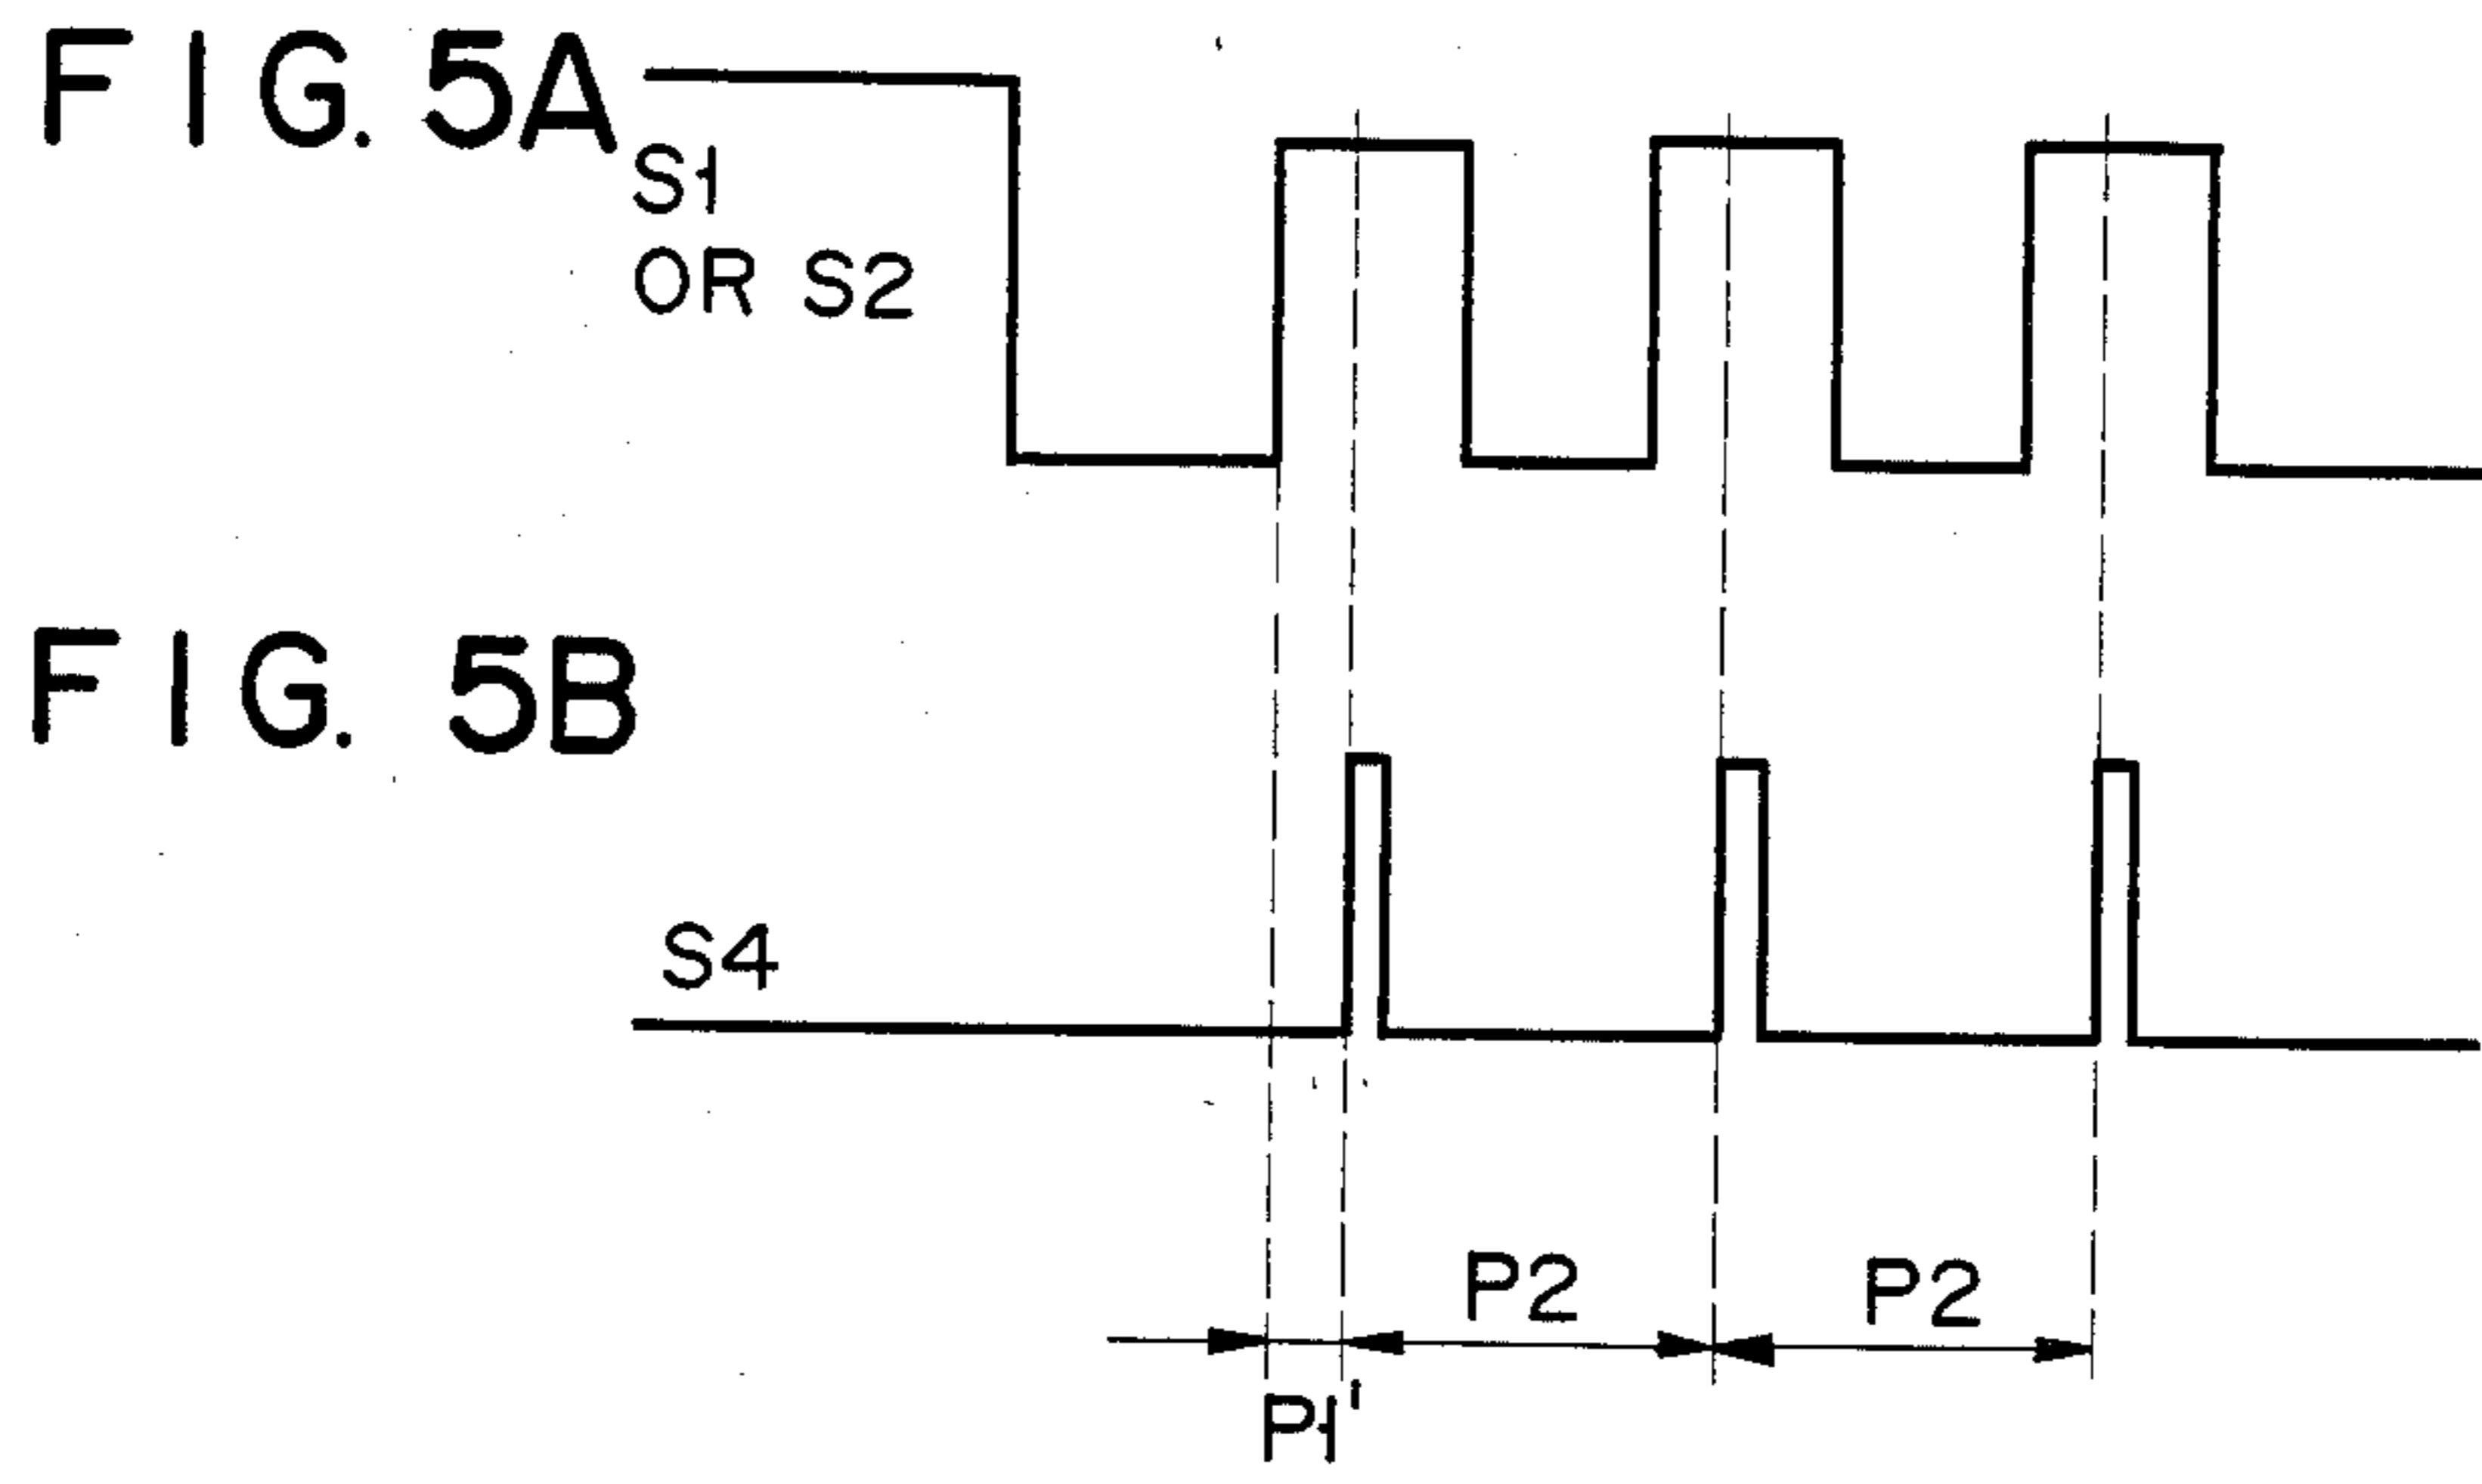 FIG. 5A
S1
OR S2
FIG. 5B
S4
P2 P2
P1'